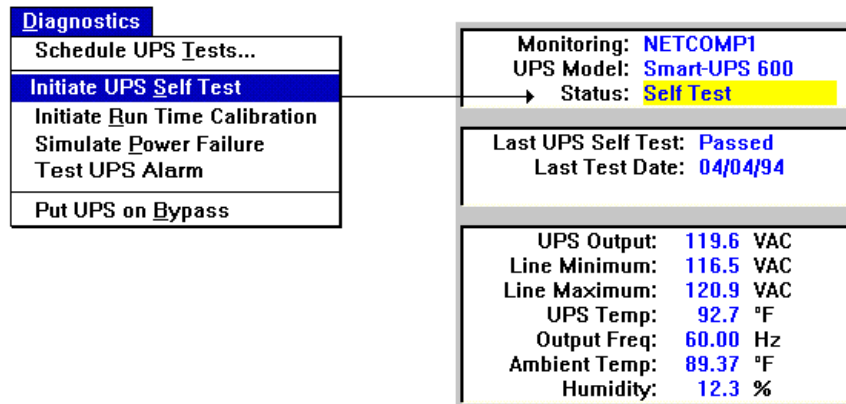 Diagnostics
Schedule UPS Tests...
Initiate UPS Self Test
Initiate Run Time Calibration
Simulate Power Failure
Test UPS Alarm
Put UPS on Bypass
Monitoring: NETCOMP1
UPS Model: Smart-UPS 600
Status: Self Test
Last UPS Self Test: Passed
Last Test Date: 04/04/94
UPS Output: 119.6 VAC
Line Minimum: 116.5 VAC
Line Maximum: 120.9 VAC
UPS Temp: 92.7 °F
Output Freq: 60.00 Hz
Ambient Temp: 89.37 °F
Humidity: 12.3 %